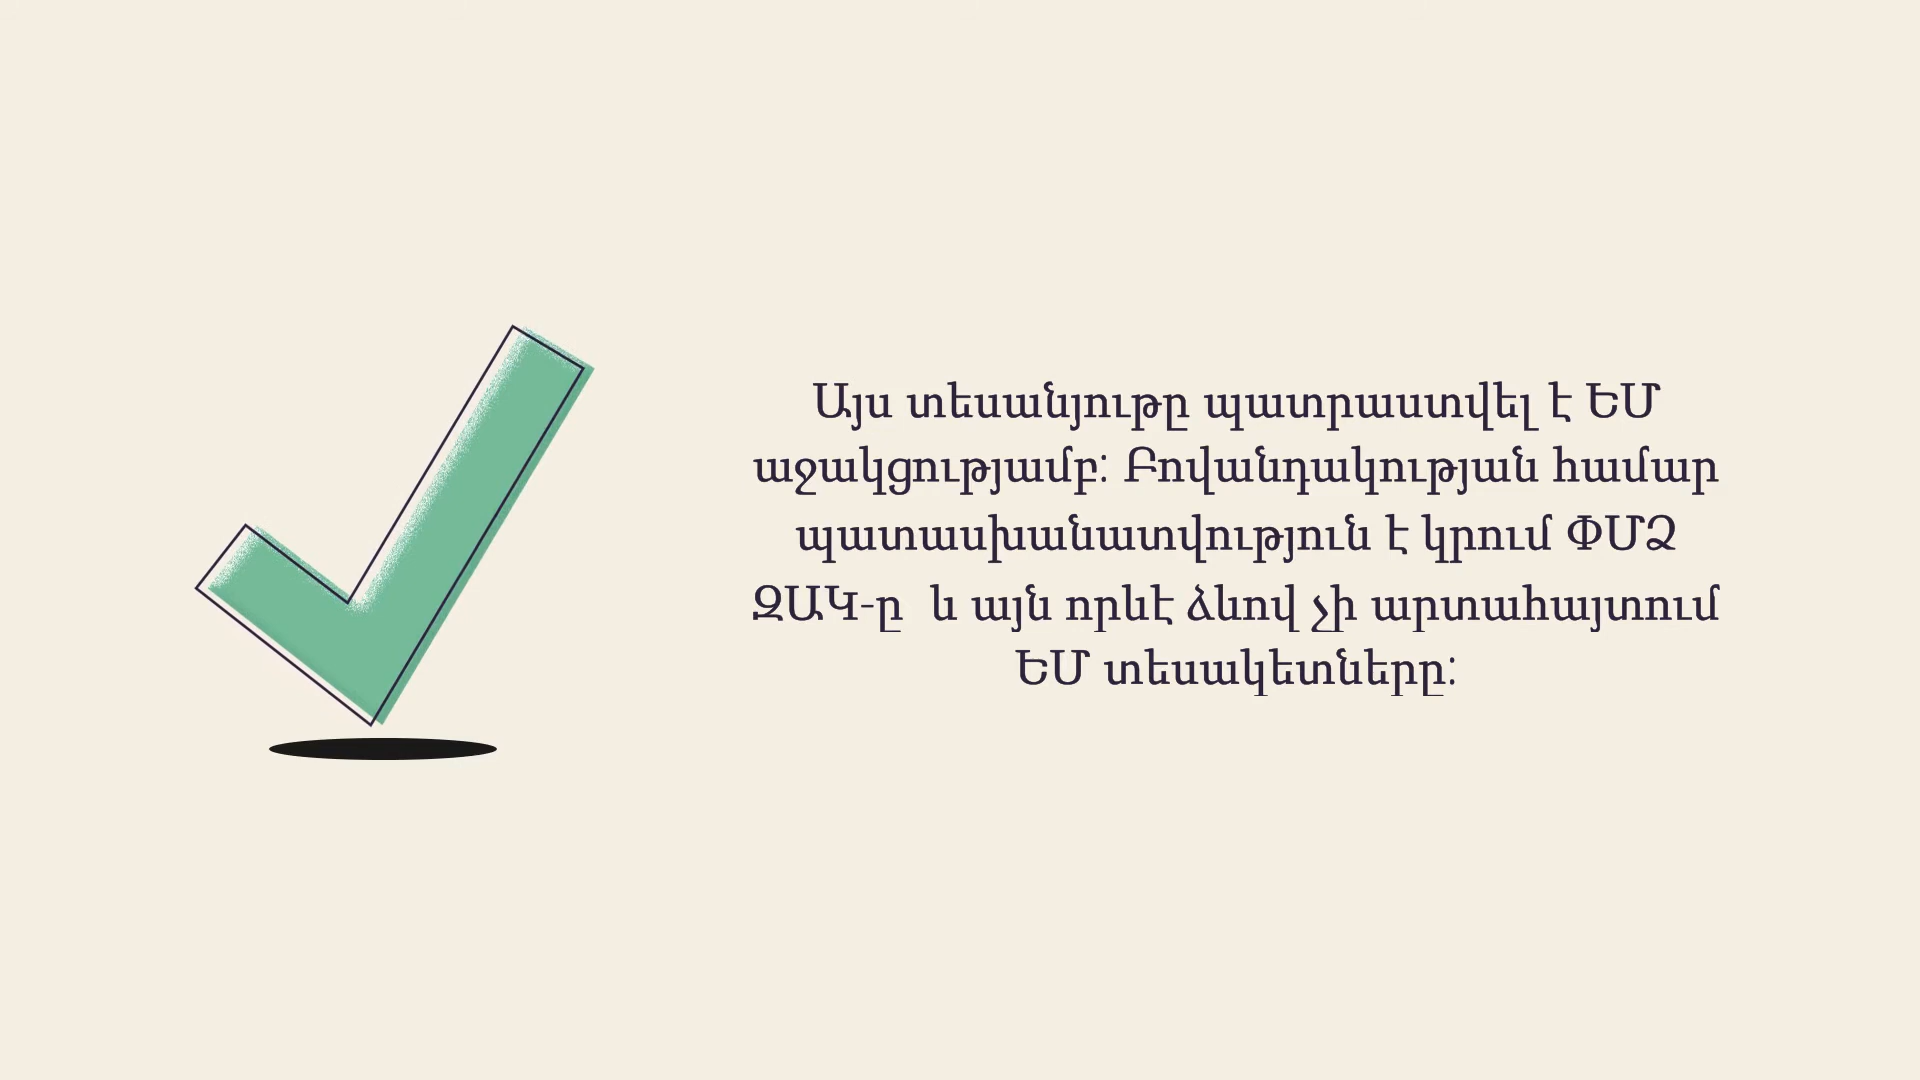 Այս տեսանյութը պատրաստվել է ԵՄ
աջակցությամբ: Բովանդակության համար
պատասխանատվություն է կրում ՓՄՁ
ԶԱԿ-ը  և այն որևէ ձևով չի արտահայտում
ԵՄ տեսակետները: